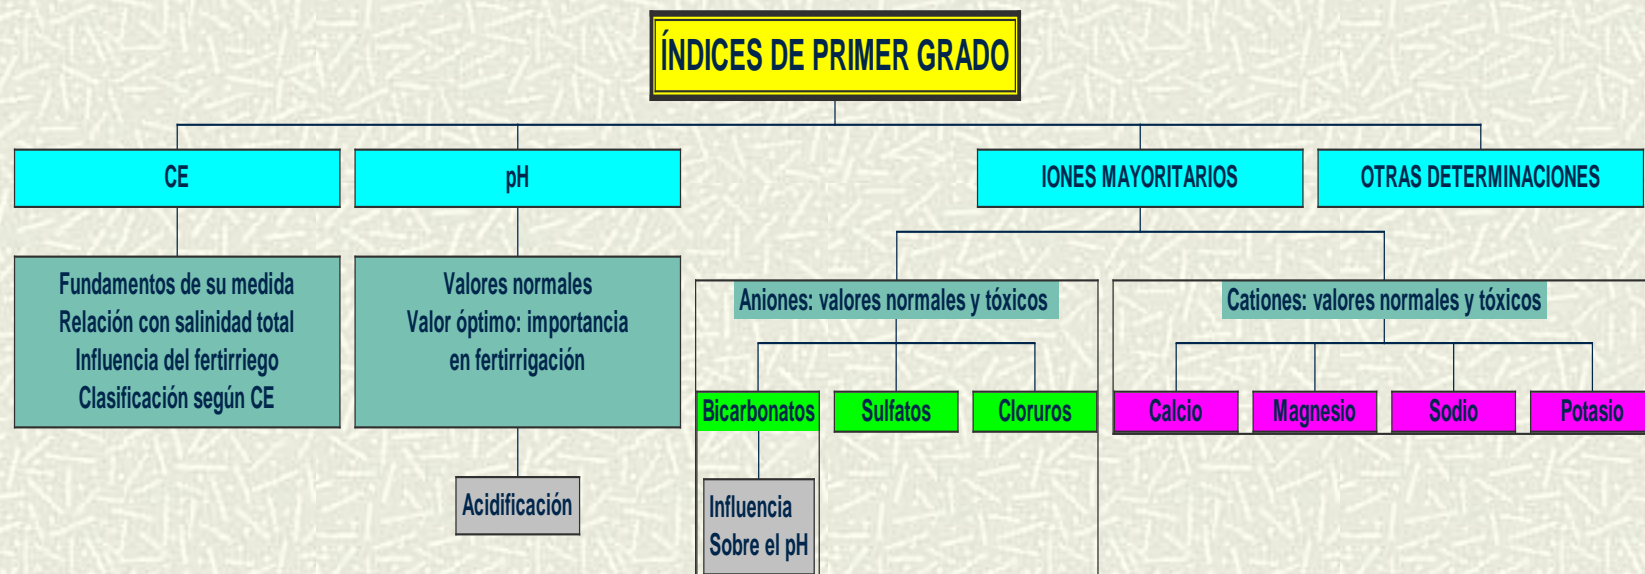 ÍNDICES DE PRIMER GRADO
CE
pH
IONES MAYORITARIOS
OTRAS DETERMINACIONES
Fundamentos de su medida
Relación con salinidad total
Influencia del fertirriego
Clasificación según CE
Valores normales
Valor óptimo: importancia
en fertirrigación
Acidificación
Aniones: valores normales y tóxicos
Bicarbonatos
Sulfatos
Cloruros
Influencia
Sobre el pH
Cationes: valores normales y tóxicos
Calcio
Magnesio
Sodio
Potasio